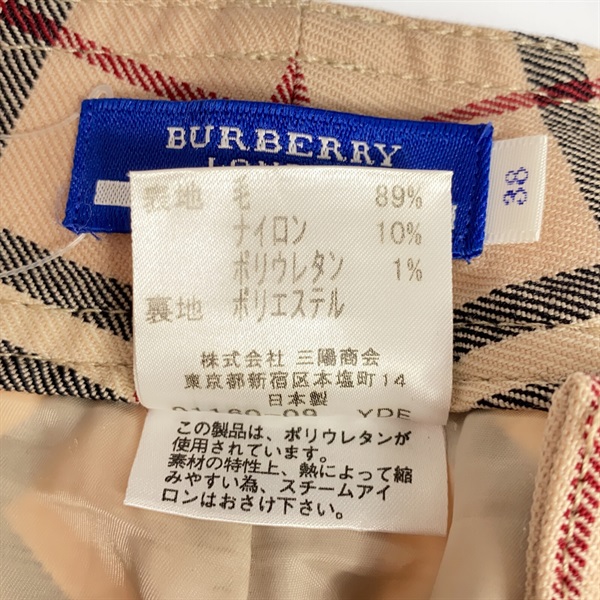 BURBERRY
38
表地 毛 89%
ナイロン 10%
ポリウレタン 1%
裏地 ポリエステル
株式会社 三陽商会
東京都新宿区本塩町14
日本製
01160-09 YDE
この製品は、ポリウレタンが
使用されています。
素材の特性上、熱によって縮
みやすい為、スチームアイ
ロンはおさけ下さい。